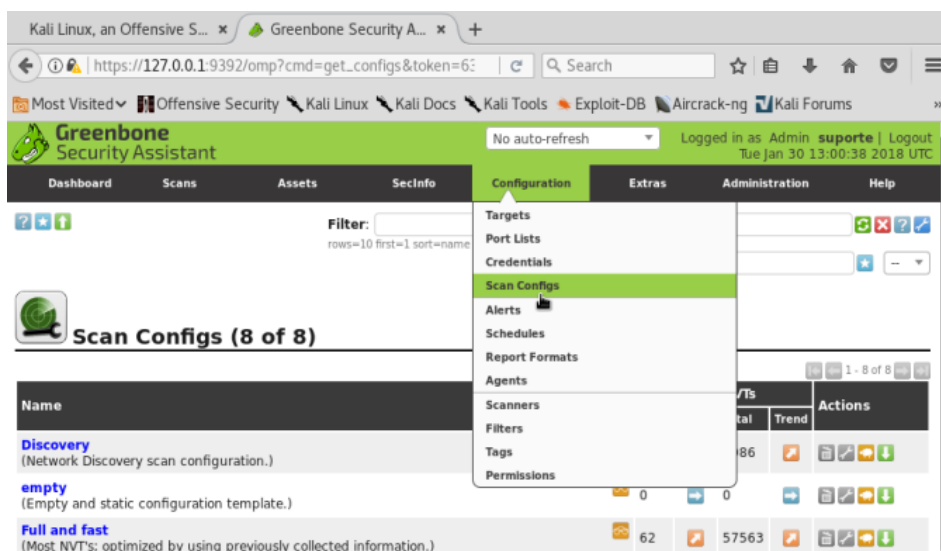 Kali Linux, an Offensive S... × Greenbone Security A... × +
https://127.0.0.1:9392/omp?cmd=get_configs&token=63 Search
Most Visited Offensive Security Kali Linux Kali Docs Kali Tools Exploit-DB Aircrack-ng Kali Forums »
Greenbone
Security Assistant
No auto-refresh
Logged in as Admin suporte | Logout
Tue Jan 30 13:00:38 2018 UTC
Dashboard Scans Assets SecInfo Configuration Extras Administration Help
Filter:
rows=10 first=1 sort=name
--
Targets
Port Lists
Credentials
Scan Configs
Alerts
Schedules
Report Formats
Agents
Scanners
Filters
Tags
Permissions
Scan Configs (8 of 8)
1 - 8 of 8
Name Actions
Trend
Discovery
(Network Discovery scan configuration.)
empty 0 0
(Empty and static configuration template.)
Full and fast 62 57563
(Most NVT's; optimized by using previously collected information.)